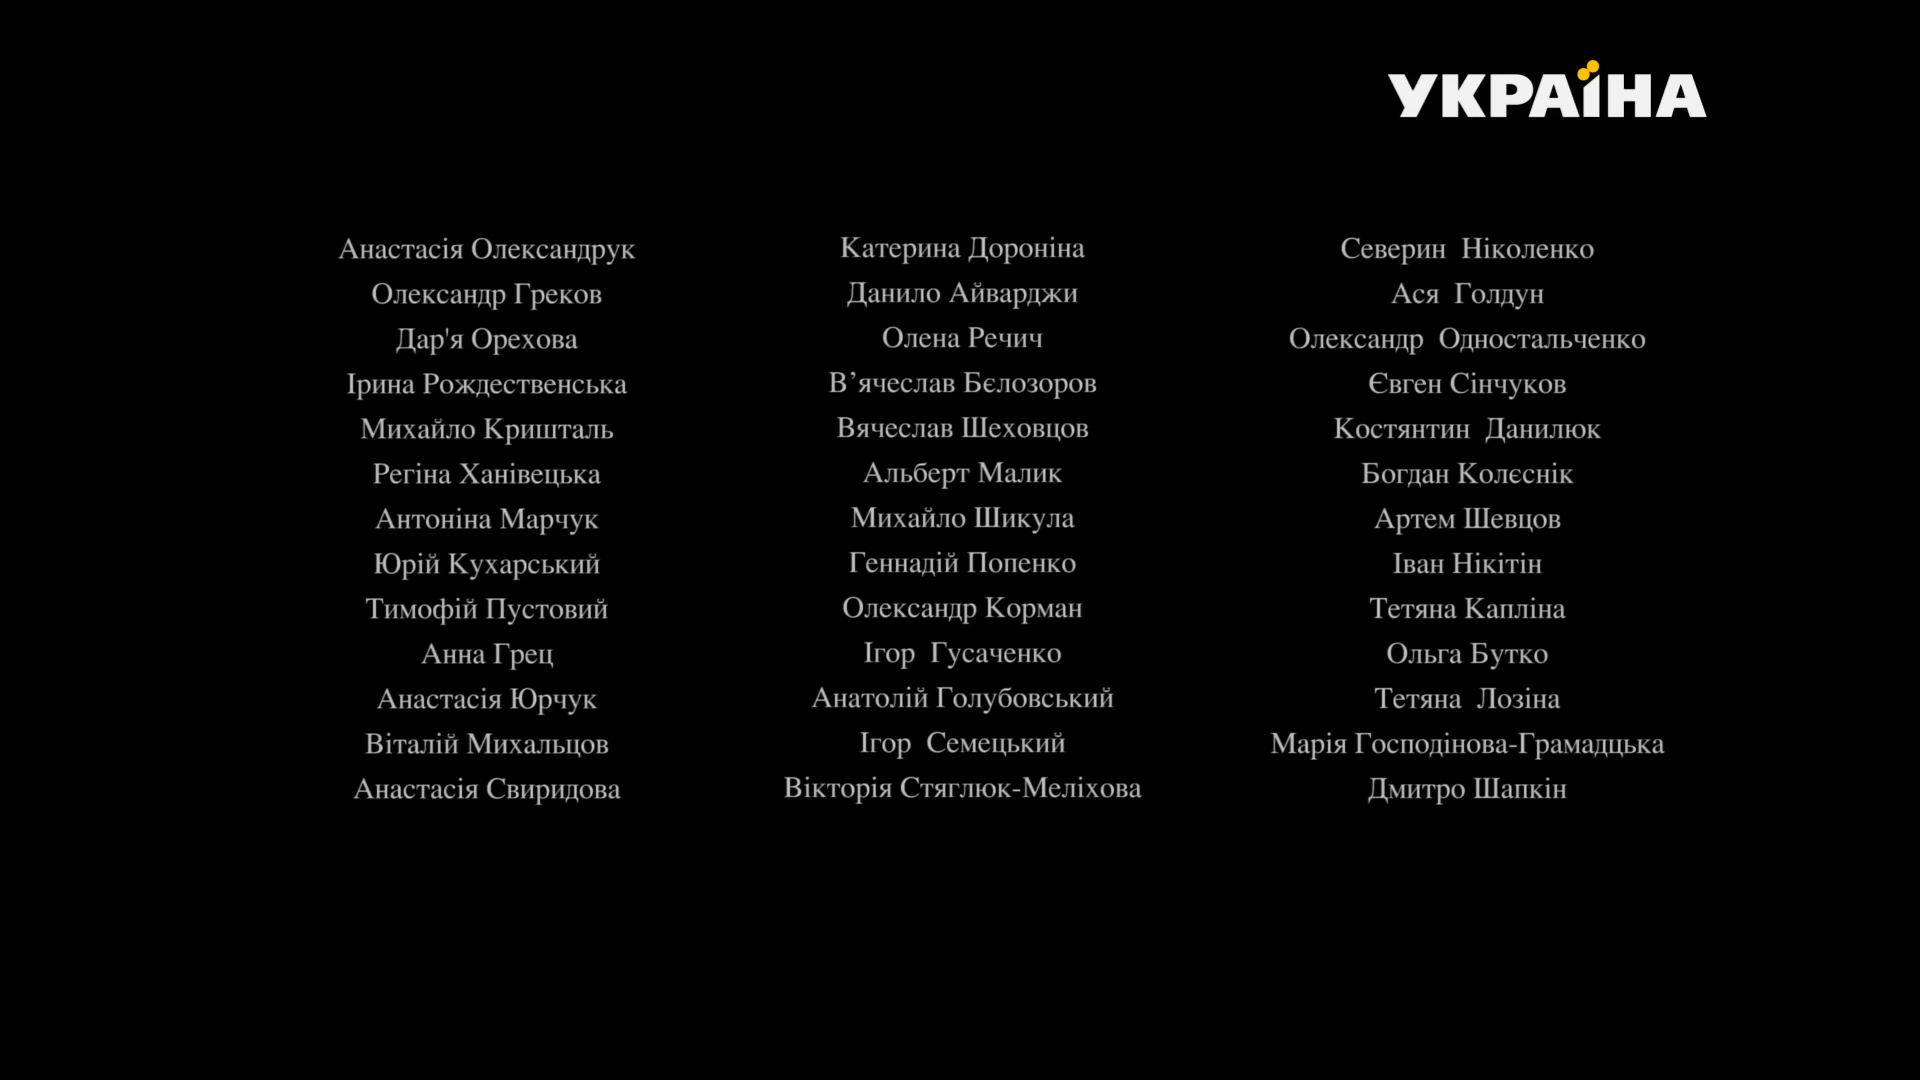 УКРАЇНА
Анастасія Олександрук
Олександр Греков
Дар'я Орехова
Ірина Рождественська
Михайло Кришталь
Регіна Ханівецька
Антоніна Марчук
Юрій Кухарський
Тимофій Пустовий
Анна Грец
Анастасія Юрчук
Віталій Михальцов
Анастасія Свиридова
Катерина Дороніна
Данило Айварджи
Олена Речич
В’ячеслав Бєлозоров
Вячеслав Шеховцов
Альберт Малик
Михайло Шикула
Геннадій Попенко
Олександр Корман
Ігор Гусаченко
Анатолій Голубовський
Ігор Семецький
Вікторія Стяглюк-Меліхова
Северин Ніколенко
Ася Голдун
Олександр Одностальченко
Євген Сінчуков
Костянтин Данилюк
Богдан Колєснік
Артем Шевцов
Іван Нікітін
Тетяна Капліна
Ольга Бутко
Тетяна Лозіна
Марія Господінова-Грамадцька
Дмитро Шапкін